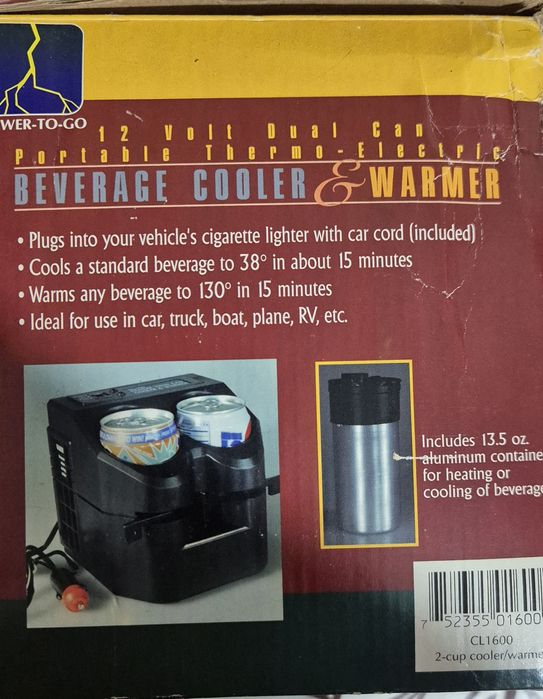 WER-TO-GO
12 Volt Dual Can
Portable Thermo-Electric
BEVERAGE COOLER & WARMER
• Plugs into your vehicle's cigarette lighter with car cord (included)
• Cools a standard beverage to 38° in about 15 minutes
• Warms any beverage to 130° in 15 minutes
• Ideal for use in car, truck, boat, plane, RV, etc.
Includes 13.5 oz.
aluminum containe
for heating or
cooling of beverage
7 52355 01600
CL1600
2-cup cooler/warme